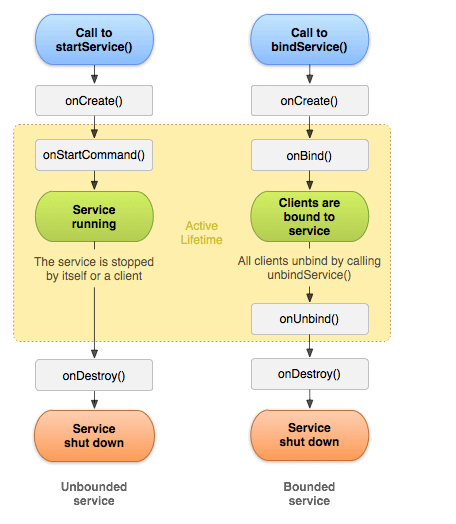 Call to
startService()
onCreate()
onStartCommand()
Service
running
The service is stopped
by itself or a client
onDestroy()
Service
shut down
Unbounded
service
Active
Lifetime
Call to
bindService()
onCreate()
onBind()
Clients are
bound to
service
All clients unbind by calling
unbindService()
onUnbind()
onDestroy()
Service
shut down
Bounded
service